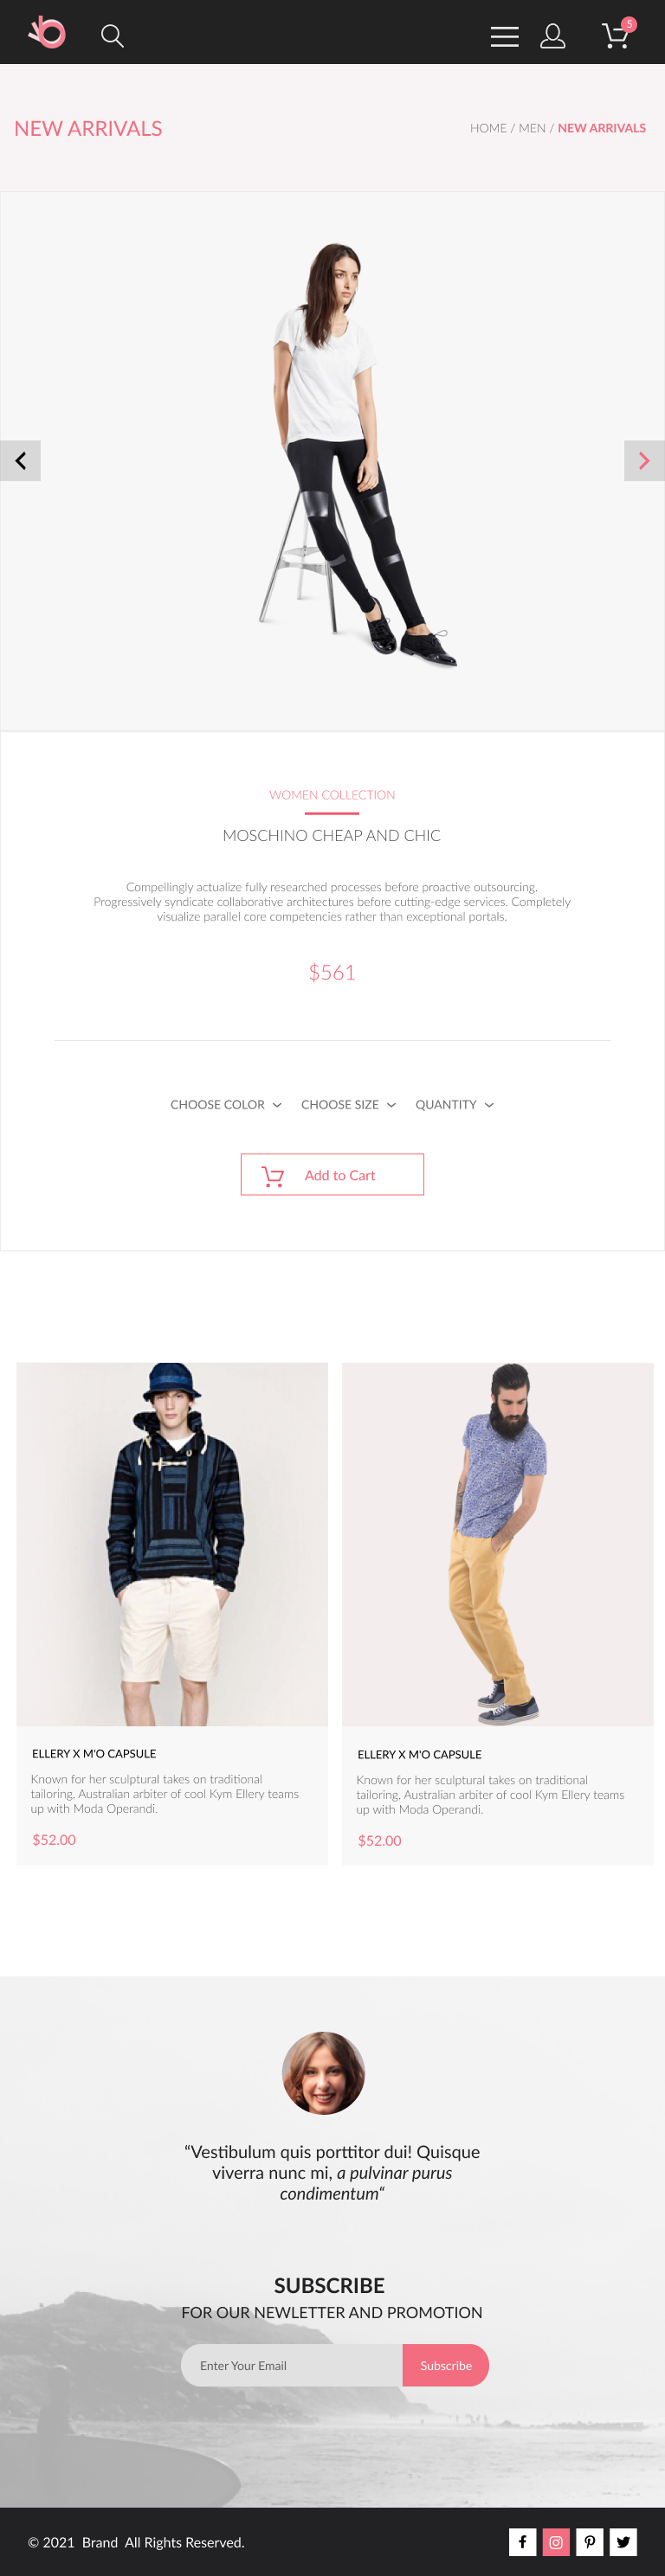 5
NEW ARRIVALS
HOME / MEN / NEW ARRIVALS
WOMEN COLLECTION
MOSCHINO CHEAP AND CHIC
Compellingly actualize fully researched processes before proactive outsourcing.
Progressively syndicate collaborative architectures before cutting-edge services. Completely
visualize parallel core competencies rather than exceptional portals.
$561
CHOOSE COLOR
CHOOSE SIZE
QUANTITY
Add to Cart
ELLERY X M'O CAPSULE
Known for her sculptural takes on traditional
tailoring, Australian arbiter of cool Kym Ellery teams
up with Moda Operandi.
$52.00
ELLERY X M'O CAPSULE
Known for her sculptural takes on traditional
tailoring, Australian arbiter of cool Kym Ellery teams
up with Moda Operandi.
$52.00
“Vestibulum quis porttitor dui! Quisque
viverra nunc mi, a pulvinar purus
condimentum“
SUBSCRIBE
FOR OUR NEWLETTER AND PROMOTION
Enter Your Email
Subscribe
© 2021 Brand All Rights Reserved.